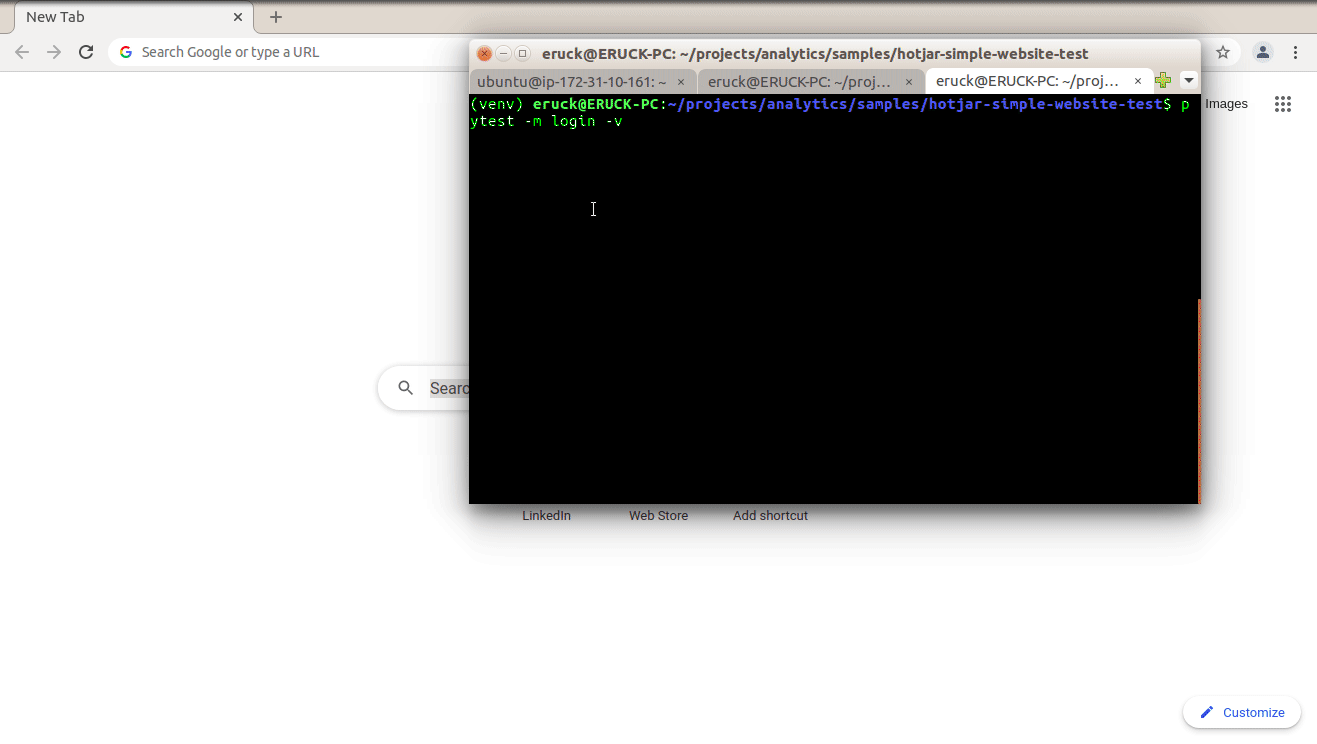 New Tab
Search Google or type a URL
eruck@ERUCK-PC: ~/projects/analytics/samples/hotjar-simple-website-test
ubuntu@ip-172-31-10-161: ~
eruck@ERUCK-PC: ~/proj...
eruck@ERUCK-PC: ~/proj...
(venv) eruck@ERUCK-PC:~/projects/analytics/samples/hotjar-simple-website-test$ p
ytest -m login -v
Images
Searc
LinkedIn
Web Store
Add shortcut
Customize